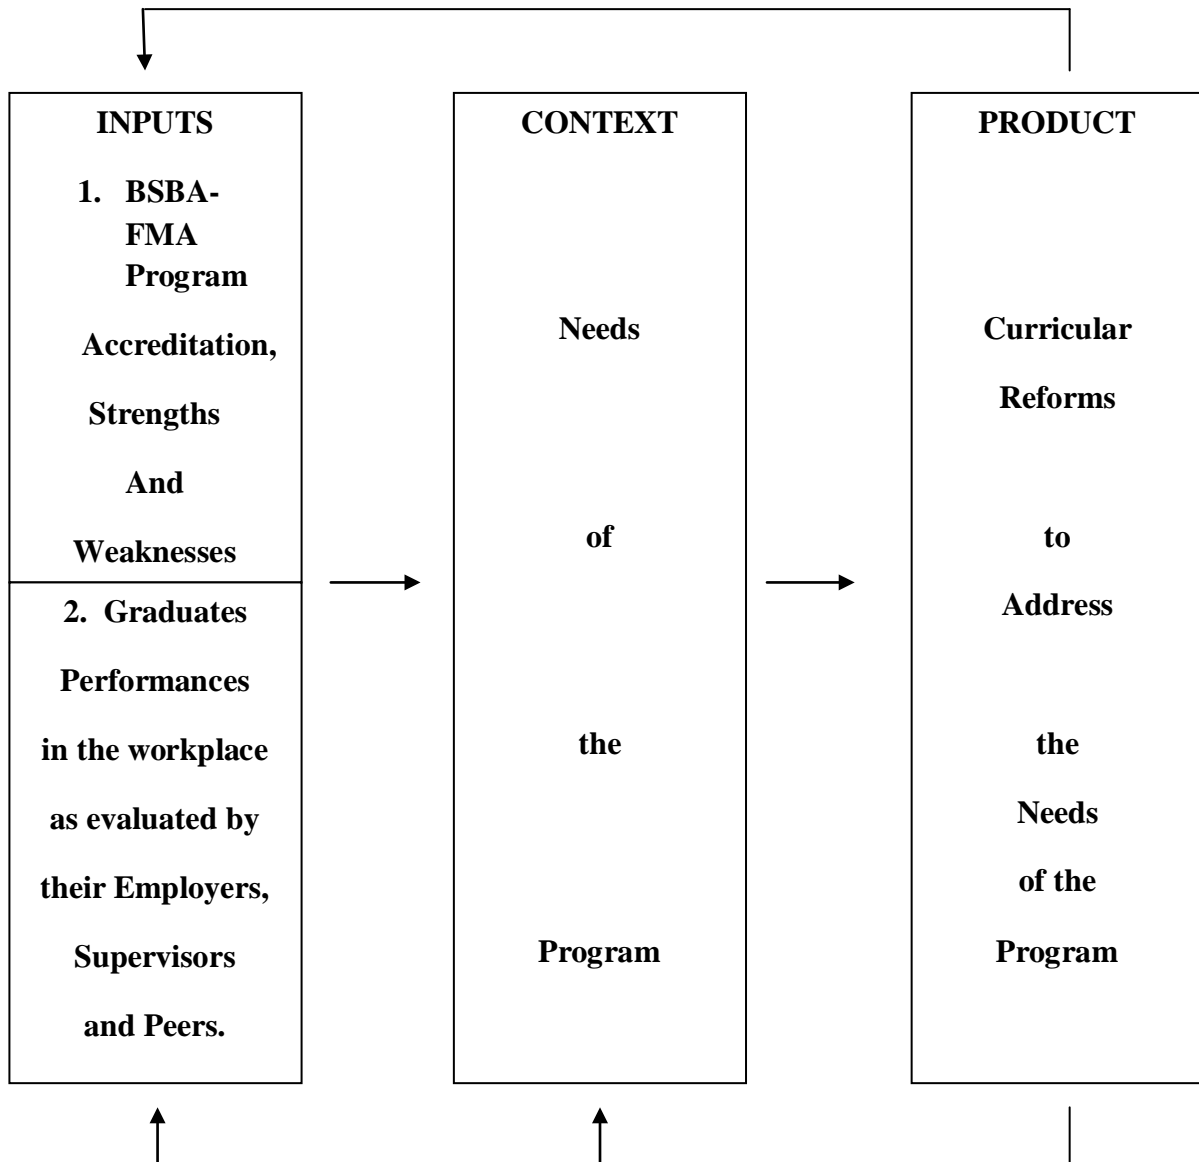 INPUTS
1. BSBA-
FMA
Program
Accreditation,
Strengths
And
Weaknesses
2. Graduates
Performances
in the workplace
as evaluated by
their Employers,
Supervisors
and Peers.
CONTEXT
Needs
of
the
Program
PRODUCT
Curricular
Reforms
to
Address
the
Needs
of the
Program